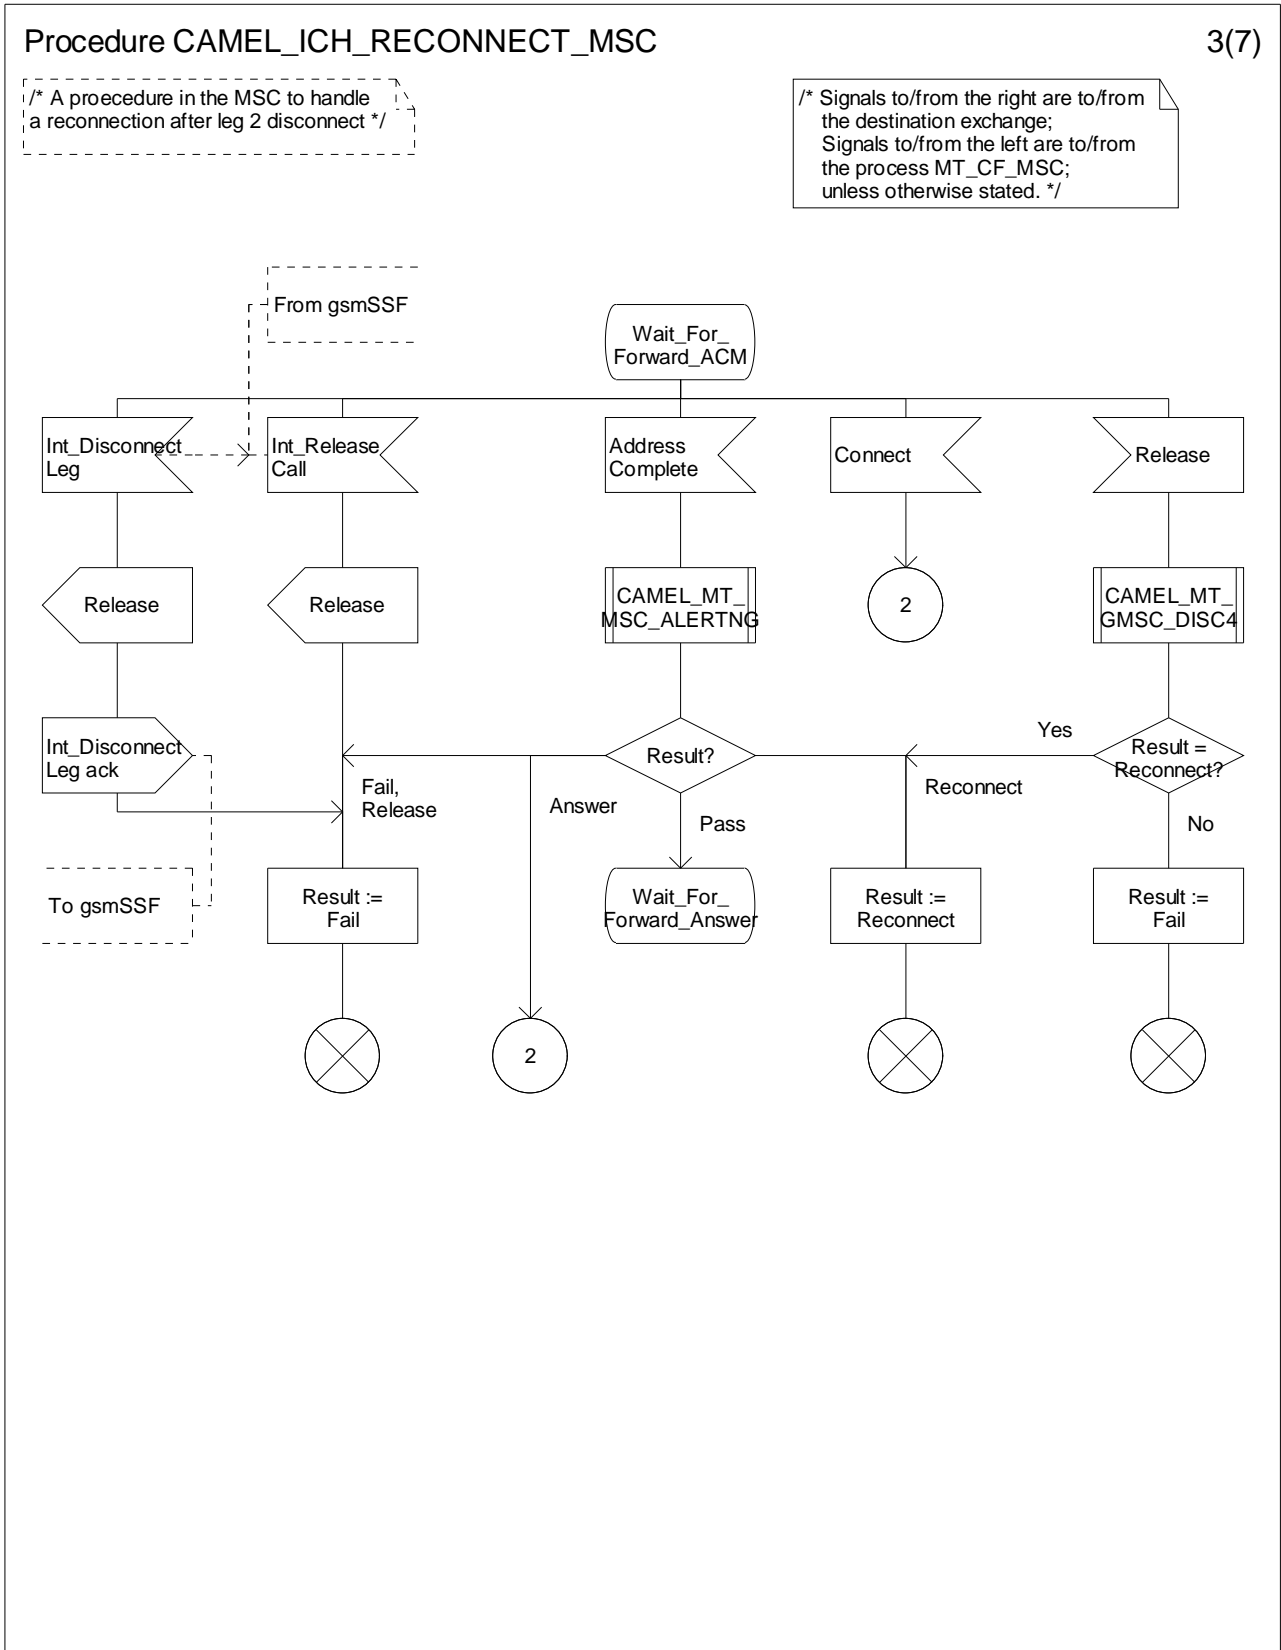 Procedure CAMEL_ICH_RECONNECT_MSC
3(7)
/* A proecedure in the MSC to handle
a reconnection after leg 2 disconnect */
/* Signals to/from the right are to/from
the destination exchange;
Signals to/from the left are to/from
the process MT_CF_MSC;
unless otherwise stated. */
From gsmSSF
Wait_For_
Forward_ACM
Int_Disconnect
Leg
Int_Release
Call
Address
Complete
Connect
Release
Release
Release
CAMEL_MT_
MSC_ALERTNG
2
CAMEL_MT_
GMSC_DISC4
Int_Disconnect
Leg ack
Result?
Yes
Result =
Reconnect?
Fail,
Release
Answer
Pass
Reconnect
No
To gsmSSF
Result :=
Fail
Wait_For_
Forward_Answer
Result :=
Reconnect
Result :=
Fail
2